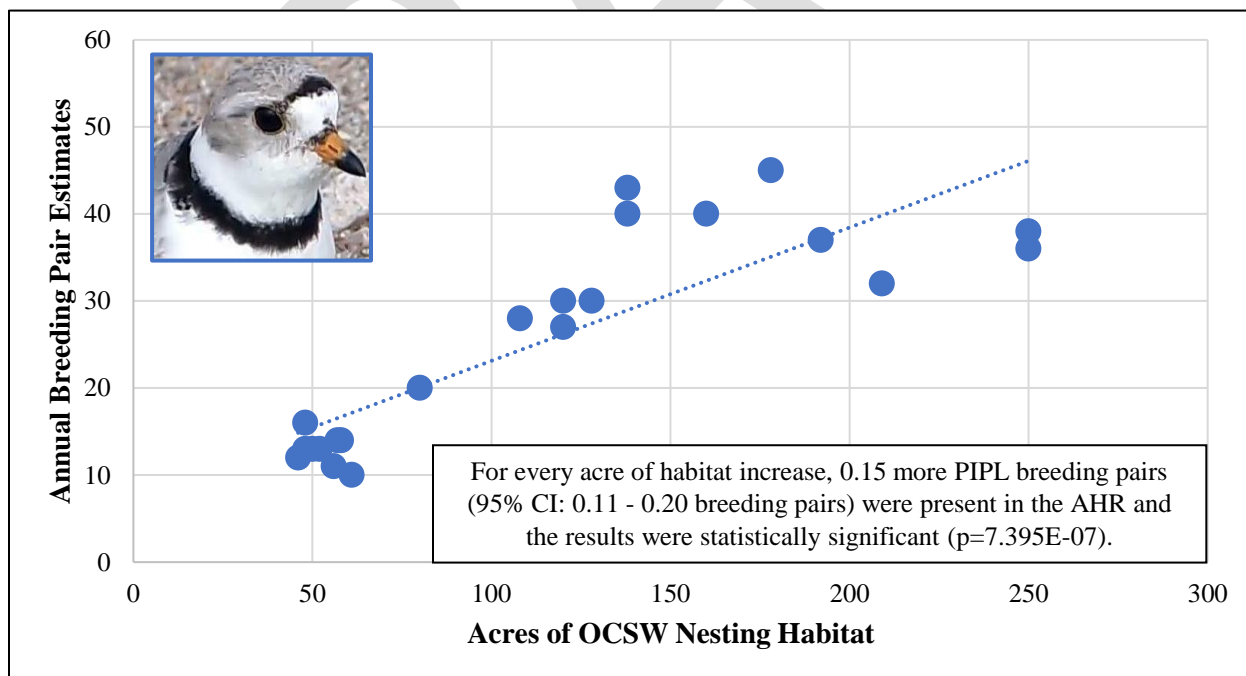 60
50
40
30
20
10
0
Annual Breeding Pair Estimates
For every acre of habitat increase, 0.15 more PIPL breeding pairs
(95% CI: 0.11 - 0.20 breeding pairs) were present in the AHR and
the results were statistically significant (p=7.395E-07).
0 50 100 150 200 250 300
Acres of OCSW Nesting Habitat